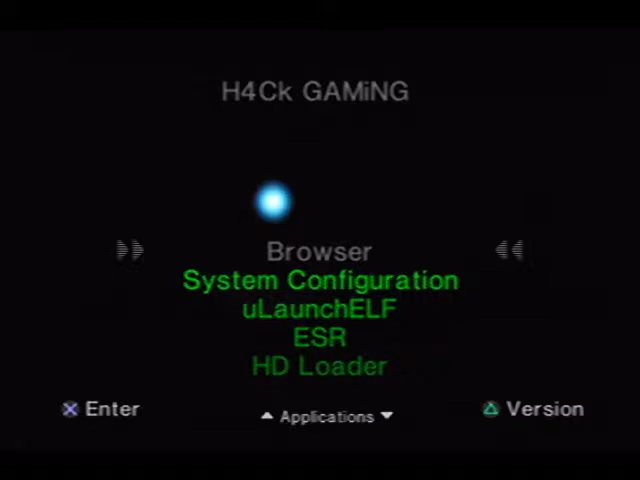 H4Ck GAMiNG
Browser
System Configuration
uLaunchELF
ESR
HD Loader
Enter
Applications
Version